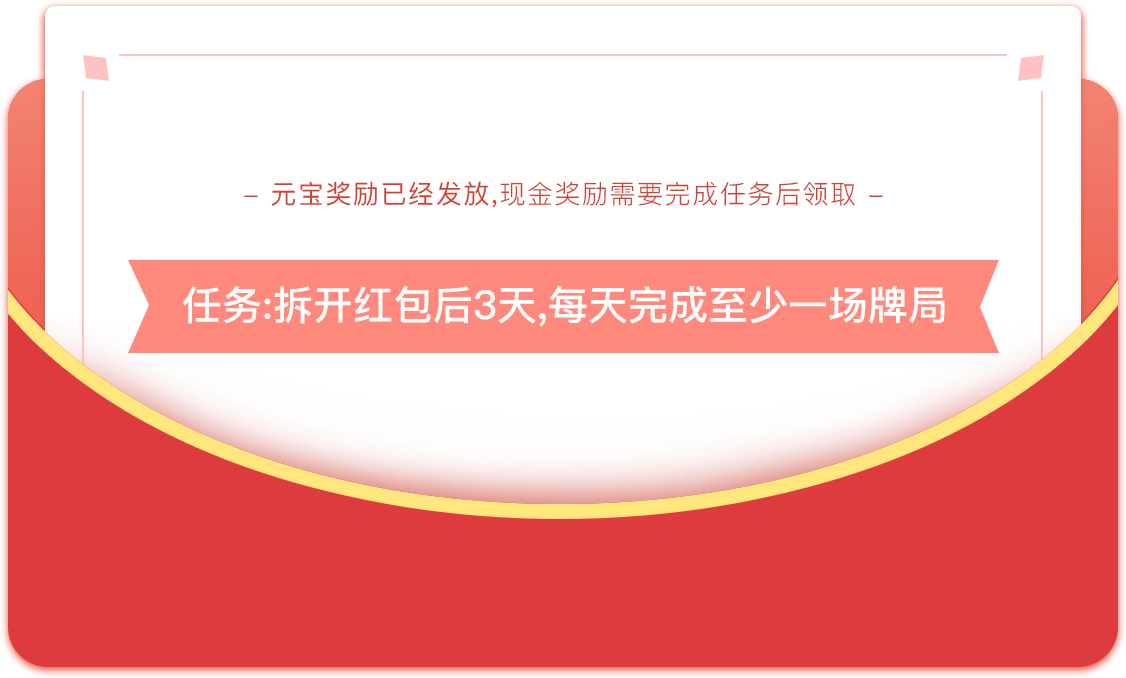 – 元宝奖励已经发放,现金奖励需要完成任务后领取 –
任务:拆开红包后3天,每天完成至少一场牌局